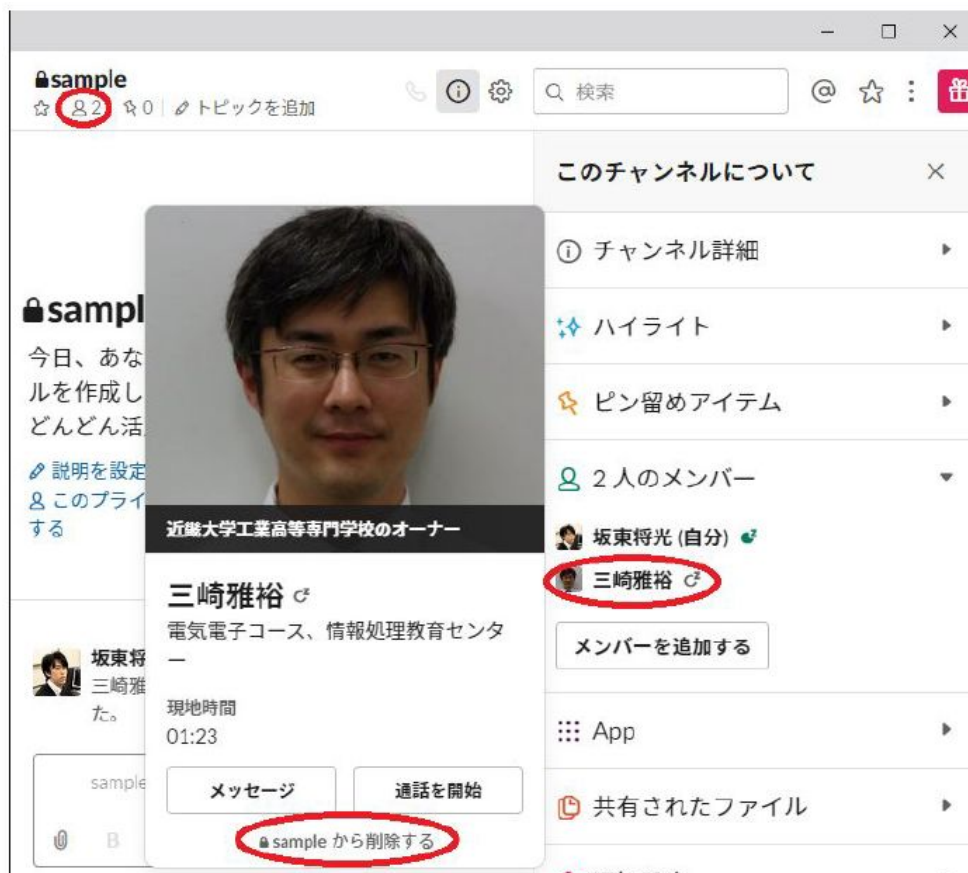 sample
2 0 トピックを追加
検索
このチャンネルについて
チャンネル詳細
ハイライト
ピン留めアイテム
2 人のメンバー
坂東将光 (自分)
三崎雅裕
メンバーを追加する
App
共有されたファイル
sampl
今日、あな
ルを作成し
どんどん活
説明を設定
このプライ
する
坂東将
三崎雅
た。
sample
B
近畿大学工業高等専門学校のオーナー
三崎雅裕
電気電子コース、情報処理教育センタ
ー
現地時間
01:23
メッセージ
通話を開始
sample から削除する